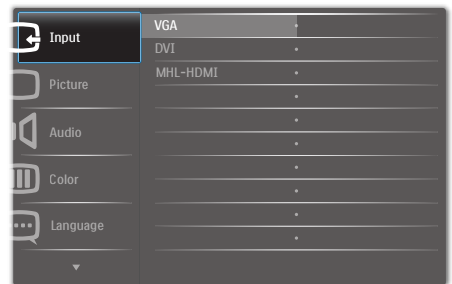 Input
Picture
Audio
Color
Language
VGA
DVI
MHL-HDMI